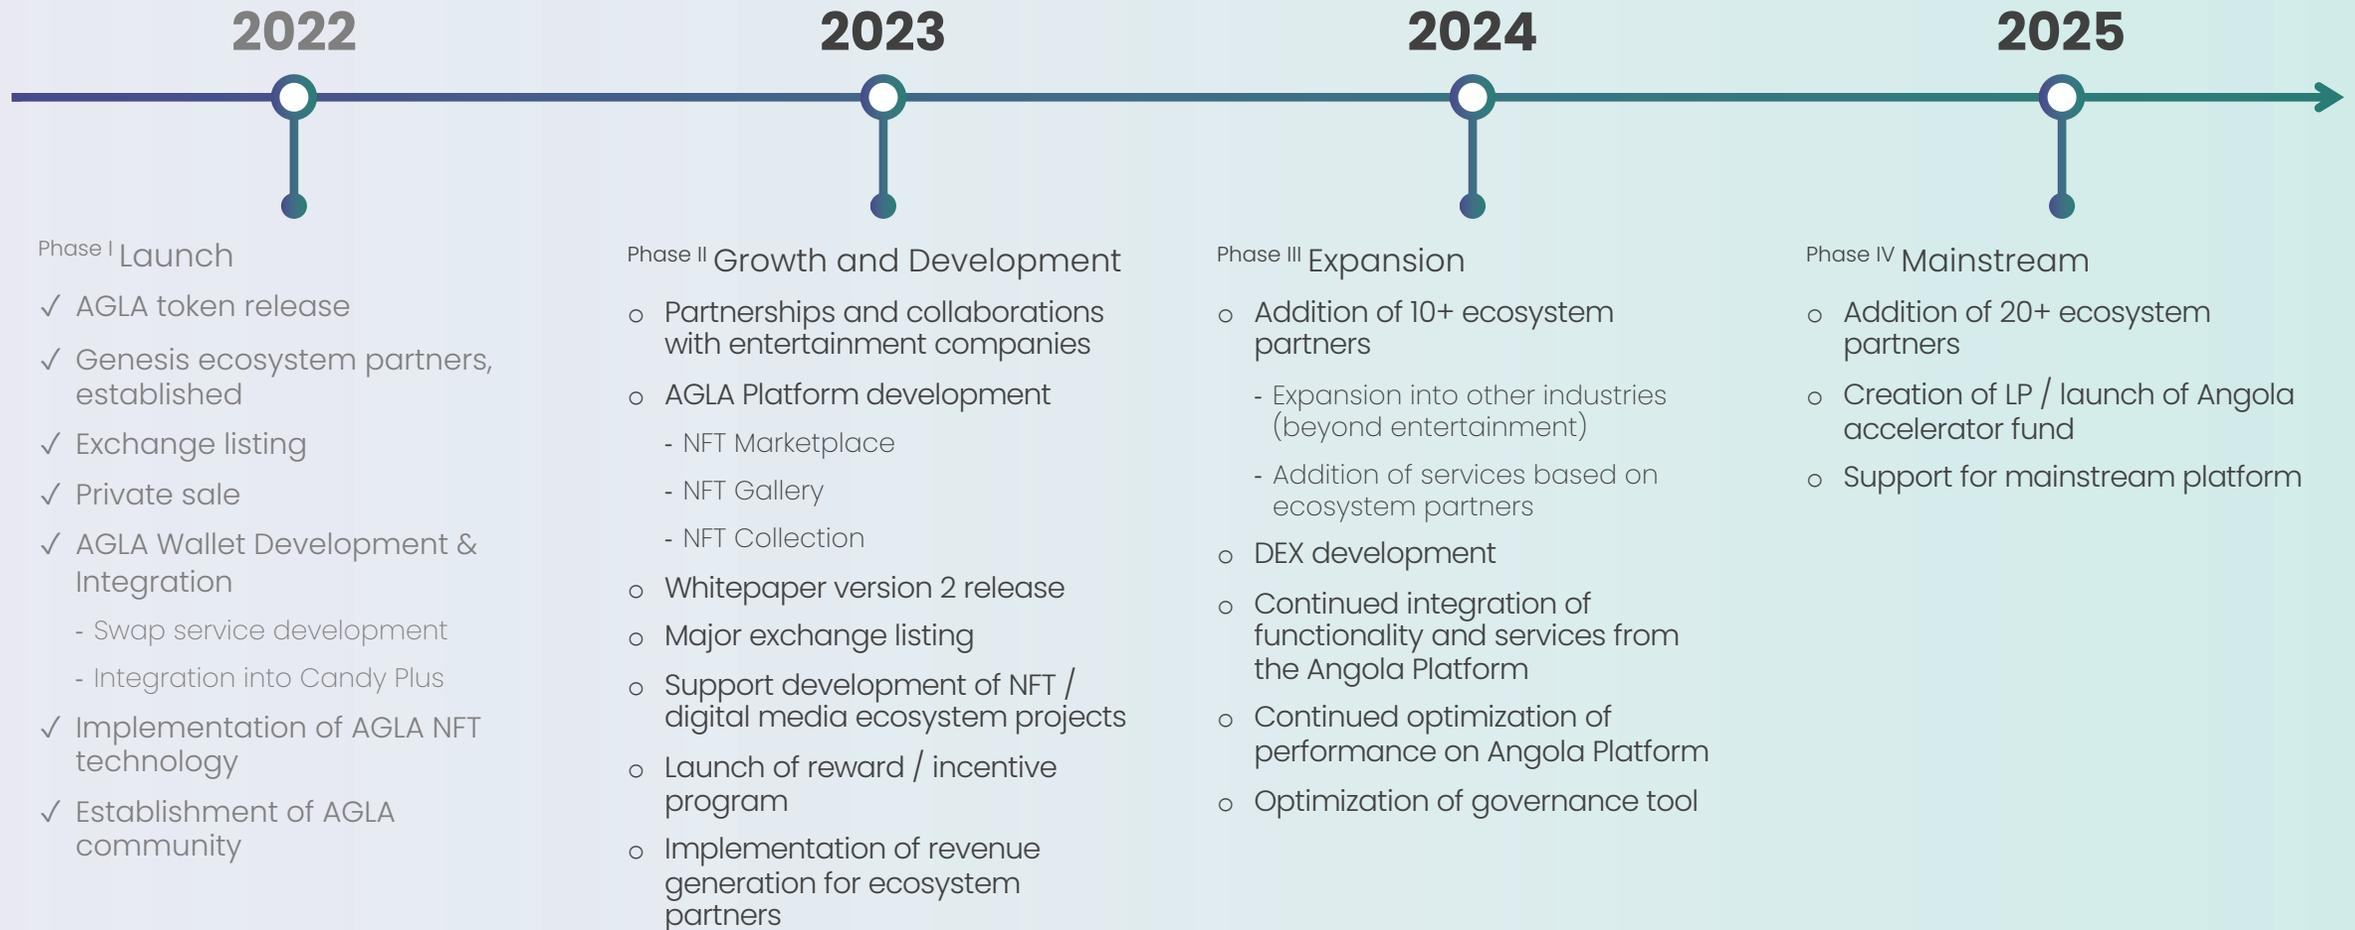 2022
2023
2024
2025
Phase I Launch
✓ AGLA token release
✓ Genesis ecosystem partners,
established
✓ Exchange listing
✓ Private sale
✓ AGLA Wallet Development &
Integration
- Swap service development
- Integration into Candy Plus
✓ Implementation of AGLA NFT
technology
✓ Establishment of AGLA
community
Phase II Growth and Development
o Partnerships and collaborations
with entertainment companies
o AGLA Platform development
- NFT Marketplace
- NFT Gallery
- NFT Collection
o Whitepaper version 2 release
o Major exchange listing
o Support development of NFT /
digital media ecosystem projects
o Launch of reward / incentive
program
o Implementation of revenue
generation for ecosystem
partners
Phase III Expansion
o Addition of 10+ ecosystem
partners
- Expansion into other industries
(beyond entertainment)
- Addition of services based on
ecosystem partners
o DEX development
o Continued integration of
functionality and services from
the Angola Platform
o Continued optimization of
performance on Angola Platform
o Optimization of governance tool
Phase IV Mainstream
o Addition of 20+ ecosystem
partners
o Creation of LP / launch of Angola
accelerator fund
o Support for mainstream platform